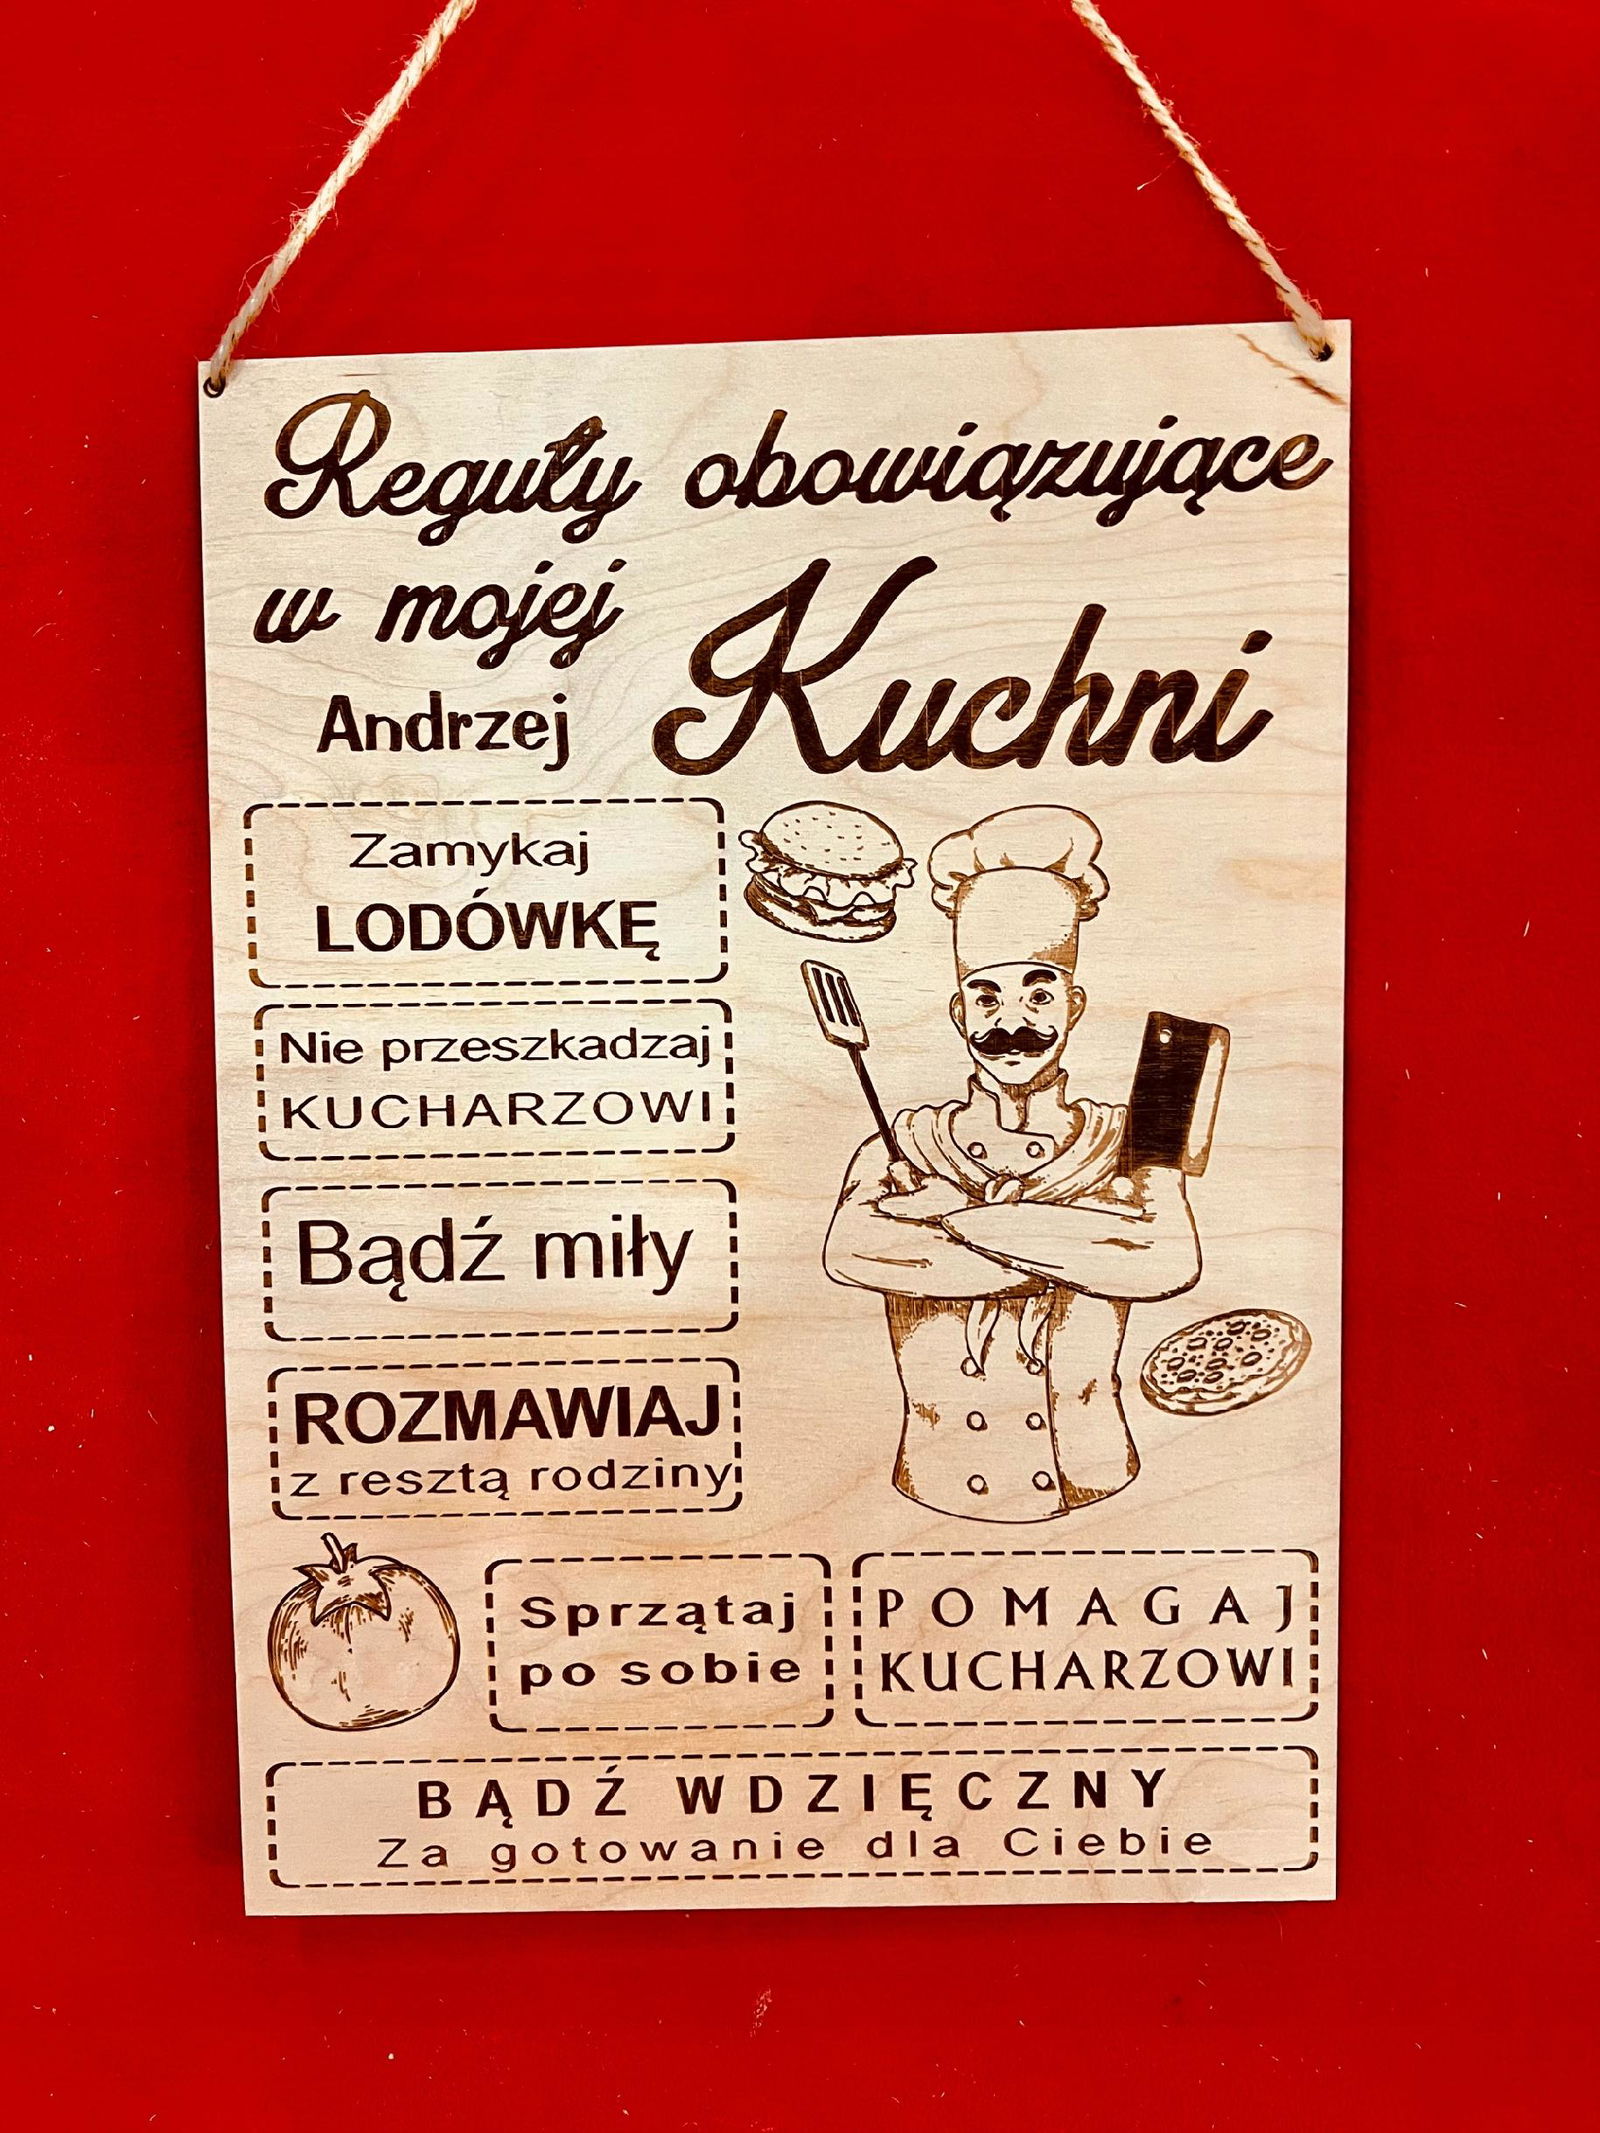 Reguły obowiązujące
w mojej Kuchni
Andrzej
Zamykaj
LODÓWKĘ
Nie przeszkadzaj
KUCHARZOWI
Bądź miły
ROZMAWIAJ
z resztą rodziny
Sprzątaj
po sobie
POMAGAJ
KUCHARZOWI
BĄDŹ WDZIĘCZNY
Za gotowanie dla Ciebie